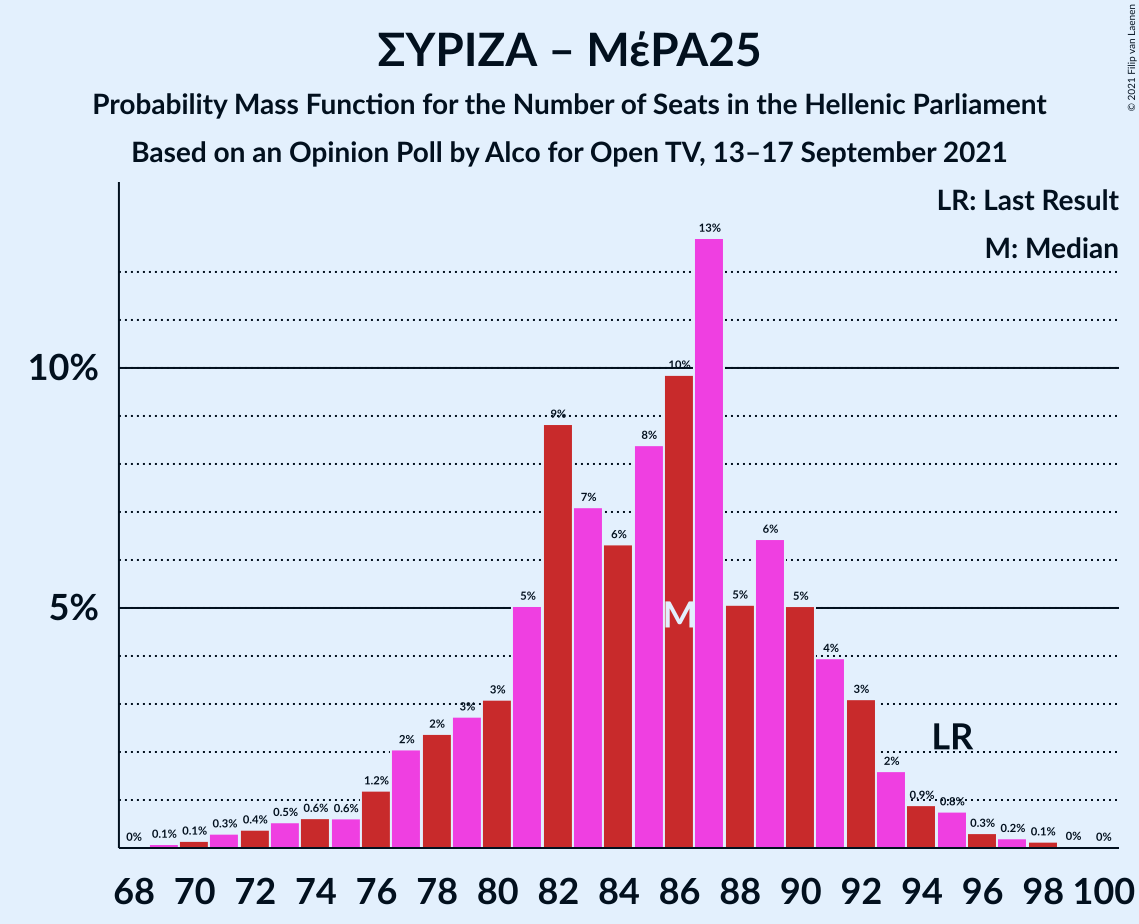 ΣΥΡΙΖΑ – ΜέΡΑ25
Probability Mass Function for the Number of Seats in the Hellenic Parliament
Based on an Opinion Poll by Alco for Open TV, 13–17 September 2021
© 2021 Filip van Laenen
LR: Last Result
M: Median
10%
5%
0% 0.1% 0.1% 0.3% 0.4% 0.5% 0.6% 0.6% 1.2% 2% 2% 3% 3% 5% 9% 7% 6% 8% 10% 13% 5% 6% 5% 4% 3% 2% 0.9% 0.8% 0.3% 0.2% 0.1% 0% 0%
M
LR
68 70 72 74 76 78 80 82 84 86 88 90 92 94 96 98 100